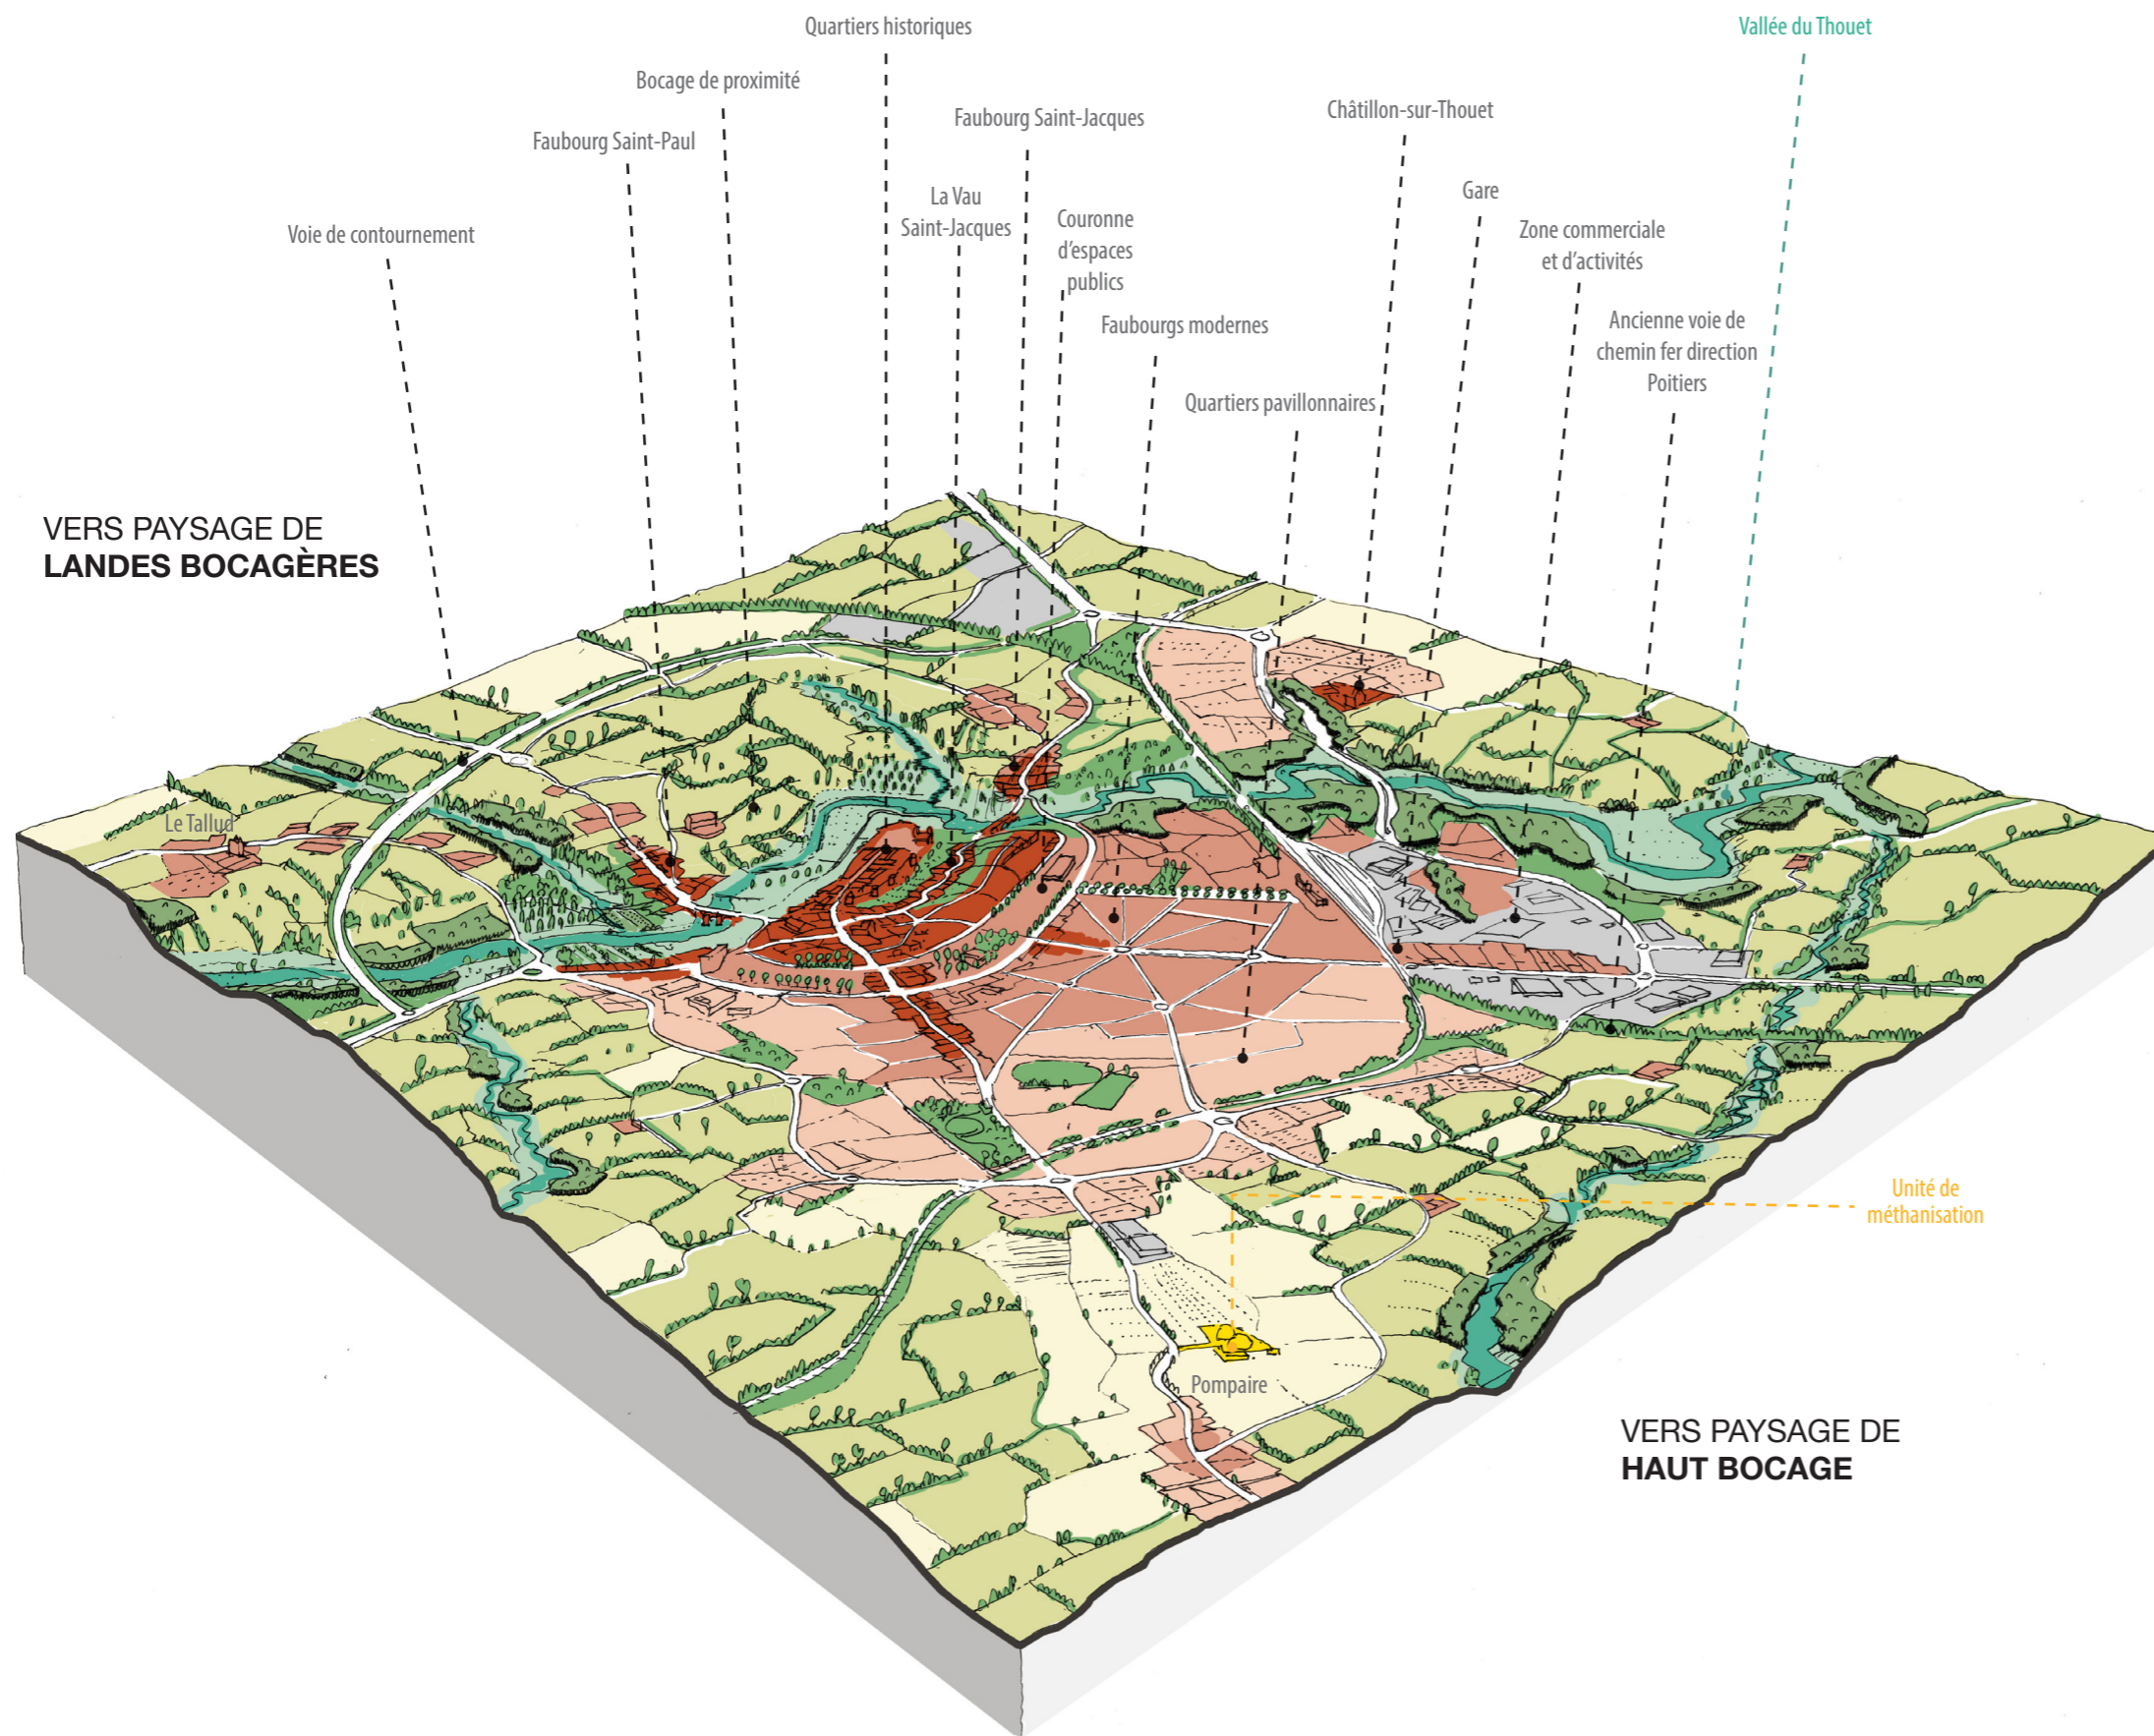 Quartiers historiques
Vallée du Thouet
Bocage de proximité
Faubourg Saint-Jacques
Châtillon-sur-Thouet
Faubourg Saint-Paul
La Vau
Saint-Jacques
Gare
Couronne
d'espaces
publics
Voie de contournement
Zone commerciale
et d'activités
Faubourgs modernes
Ancienne voie de
chemin fer direction
Poitiers
Quartiers pavillonnaires
VERS PAYSAGE DE
LANDES BOCAGÈRES
Le Tallud
Unité de
méthanisation
Pompaire
VERS PAYSAGE DE
HAUT BOCAGE